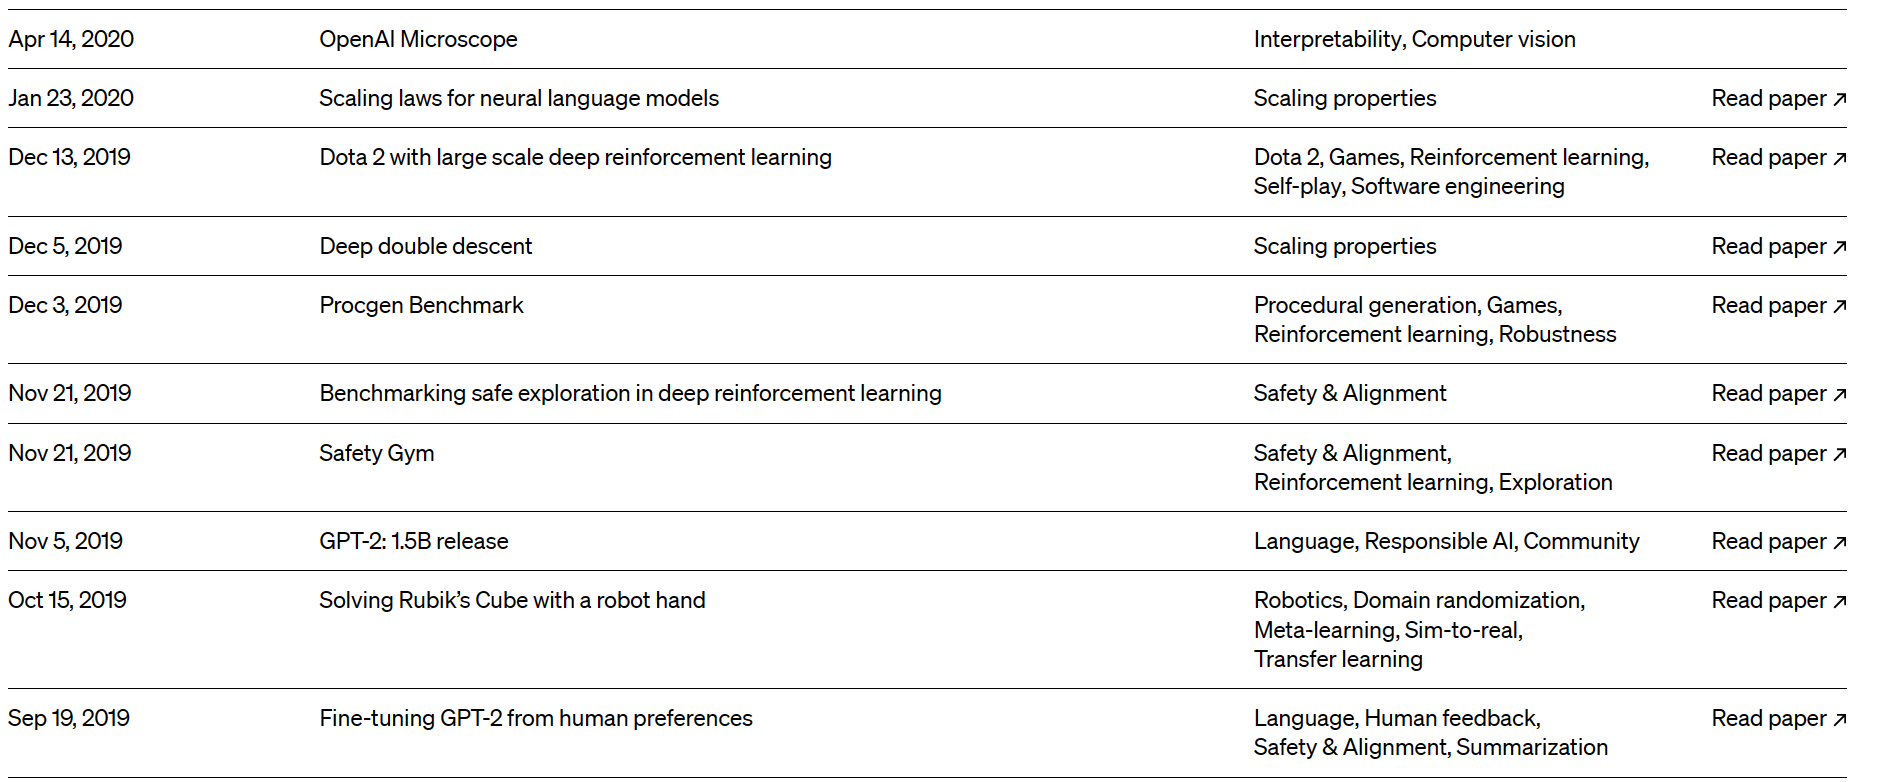 Apr 14, 2020 OpenAI Microscope Interpretability, Computer vision
Jan 23, 2020 Scaling laws for neural language models Scaling properties Read paper ↗
Dec 13, 2019 Dota 2 with large scale deep reinforcement learning Dota 2, Games, Reinforcement learning, Read paper ↗
Self-play, Software engineering
Dec 5, 2019 Deep double descent Scaling properties Read paper ↗
Dec 3, 2019 Procgen Benchmark Procedural generation, Games, Read paper ↗
Reinforcement learning, Robustness
Nov 21, 2019 Benchmarking safe exploration in deep reinforcement learning Safety & Alignment Read paper ↗
Nov 21, 2019 Safety Gym Safety & Alignment, Read paper ↗
Reinforcement learning, Exploration
Nov 5, 2019 GPT-2: 1.5B release Language, Responsible AI, Community Read paper ↗
Oct 15, 2019 Solving Rubik’s Cube with a robot hand Robotics, Domain randomization, Read paper ↗
Meta-learning, Sim-to-real,
Transfer learning
Sep 19, 2019 Fine-tuning GPT-2 from human preferences Language, Human feedback, Read paper ↗
Safety & Alignment, Summarization